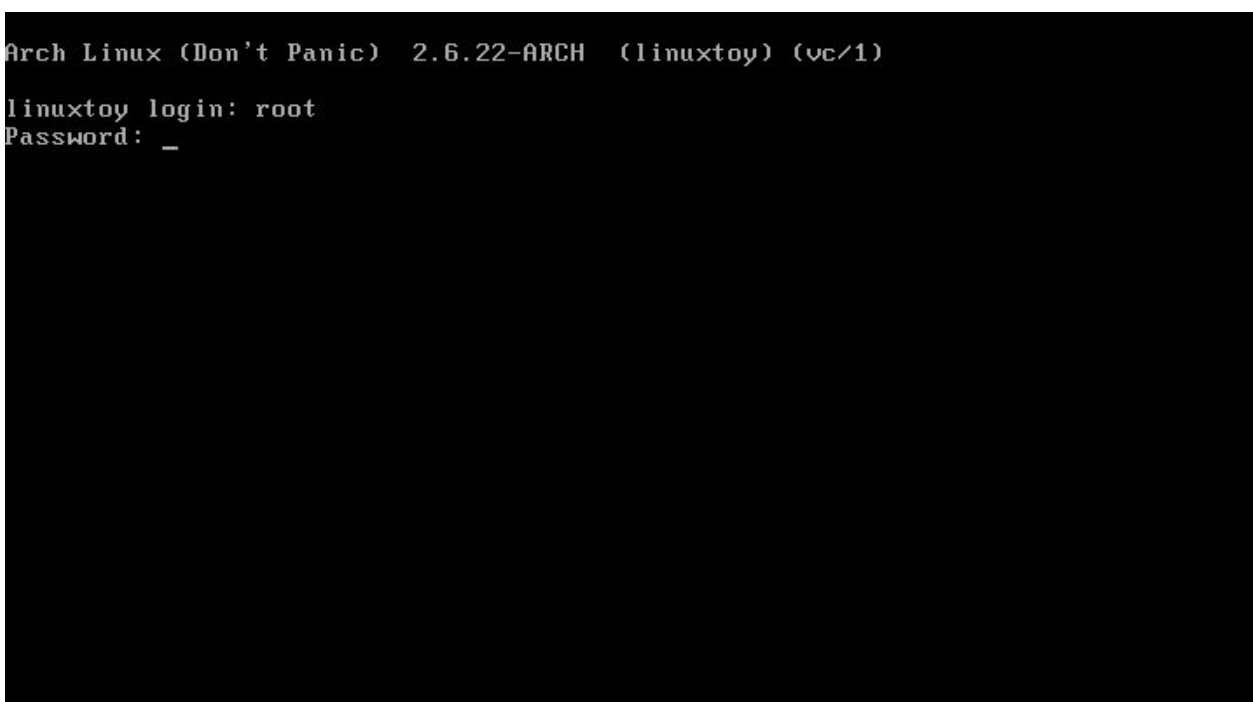 Arch Linux (Don't Panic) 2.6.22-ARCH (linuxtoy) (vc/1)
linuxtoy login: root
Password: _